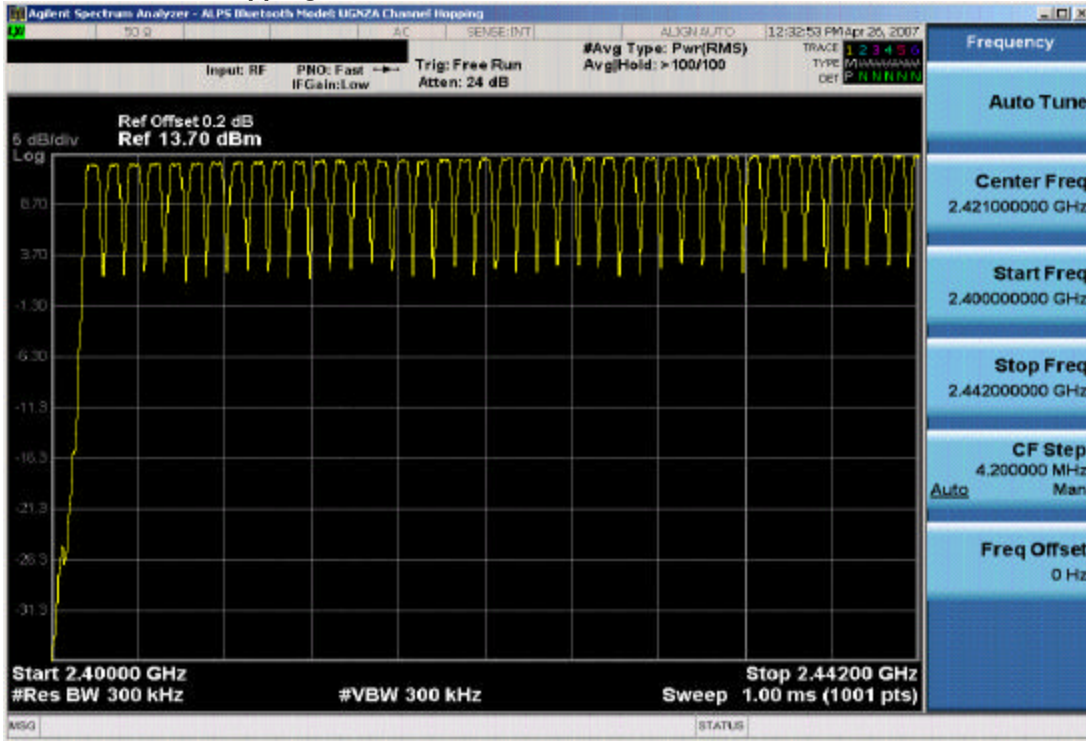 Agilent Spectrum Analyzer - ALPS Bluetooth Model: UGNZA Channel Hopping
50 Ω AC SENSE:INT ALIGN AUTO 12:32:53 PM Apr 26, 2007
Frequency
#Avg Type: Pwr(RMS) TRACE 1 2 3 4 5 6
Input: RF PNO: Fast Trig: Free Run Avg|Hold: > 100/100 TYPE
IFGain:Low Atten: 24 dB DET P N N N N N
Auto Tune
Ref Offset 0.2 dB
5 dB/div Ref 13.70 dBm
Log
8.70
3.70
-1.30
-6.30
-11.3
-16.3
-21.3
-26.3
-31.3
Center Freq
2.421000000 GHz
Start Freq
2.400000000 GHz
Stop Freq
2.442000000 GHz
CF Step
4.200000 MHz
Auto Man
Freq Offset
0 Hz
Start 2.40000 GHz Stop 2.44200 GHz
#Res BW 300 kHz #VBW 300 kHz Sweep 1.00 ms (1001 pts)
MSG STATUS